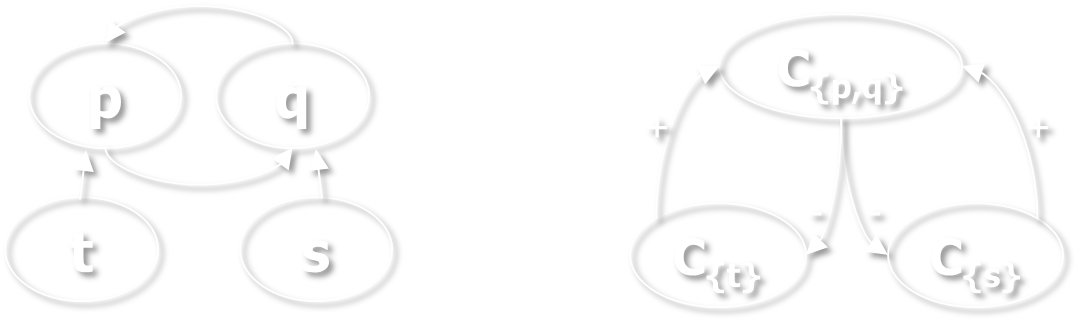 p q
t s
C{p,q}
+ +
- -
C{t} C{s}